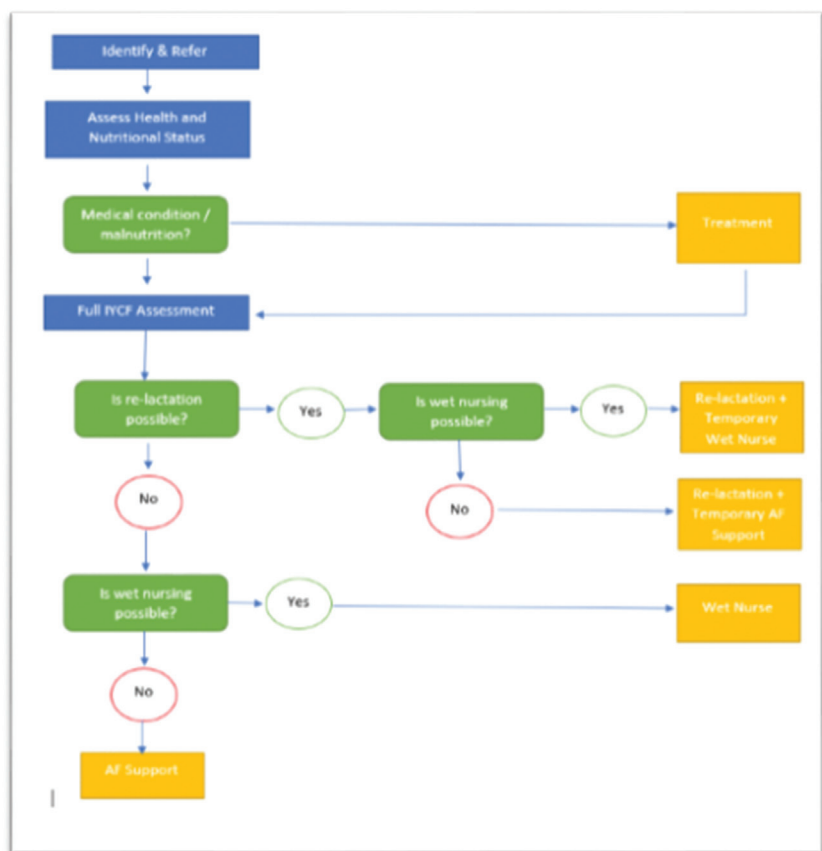 Identify & Refer
Assess Health and
Nutritional Status
Medical condition /
malnutrition?
Treatment
Full IYCF Assessment
Is re-lactation
possible?
Yes
Is wet nursing
possible?
Yes
Re-lactation +
Temporary
Wet Nurse
No
No
Re-lactation +
Temporary AF
Support
Is wet nursing
possible?
Yes
Wet Nurse
No
AF Support